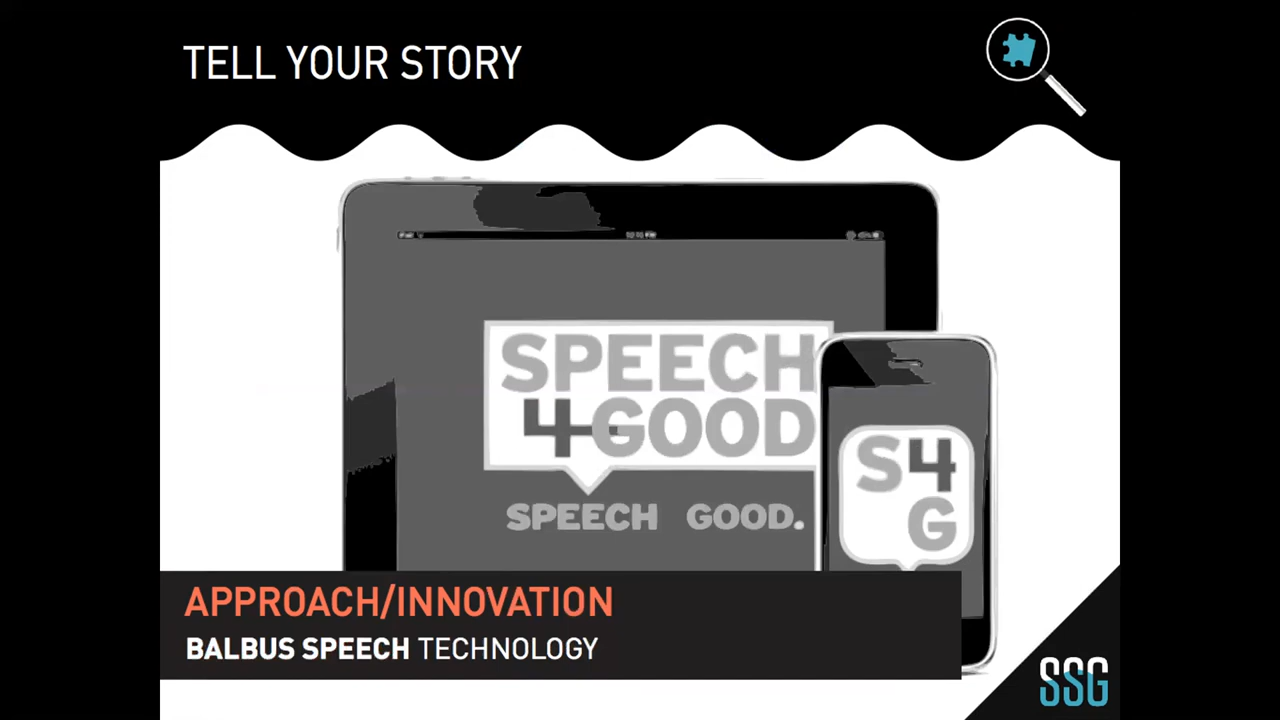 TELL YOUR STORY
SPEECH
4GOOD
SPEECH GOOD.
S4
G
APPROACH/INNOVATION
BALBUS SPEECH TECHNOLOGY
SSG